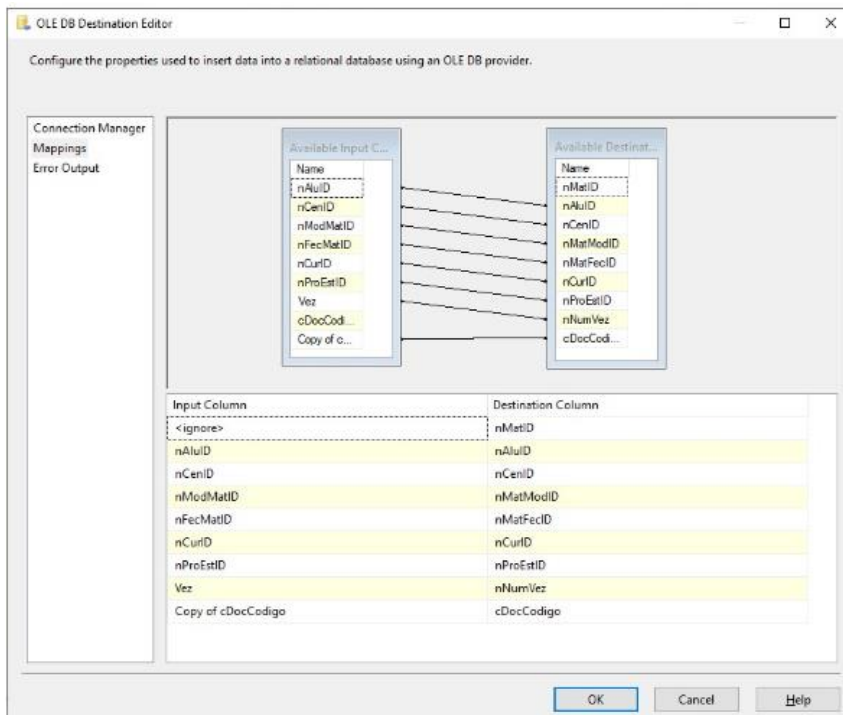 OLE DB Destination Editor
Configure the properties used to insert data into a relational database using an OLE DB provider.
Connection Manager
Mappings
Error Output
Available Input C...
Name
nAluID
nCenID
nModMatID
nFecMatID
nCurID
nProEstID
Vez
cDocCodi...
Copy of c...
Available Destinat...
Name
nMatID
nAluID
nCenID
nMatModID
nMatFecID
nCurID
nProEstID
nNumVez
cDocCodi...
Input Column Destination Column
<ignore> nMatID
nAluID nAluID
nCenID nCenID
nModMatID nMatModID
nFecMatID nMatFecID
nCurID nCurID
nProEstID nProEstID
Vez nNumVez
Copy of cDocCodigo cDocCodigo
OK Cancel Help